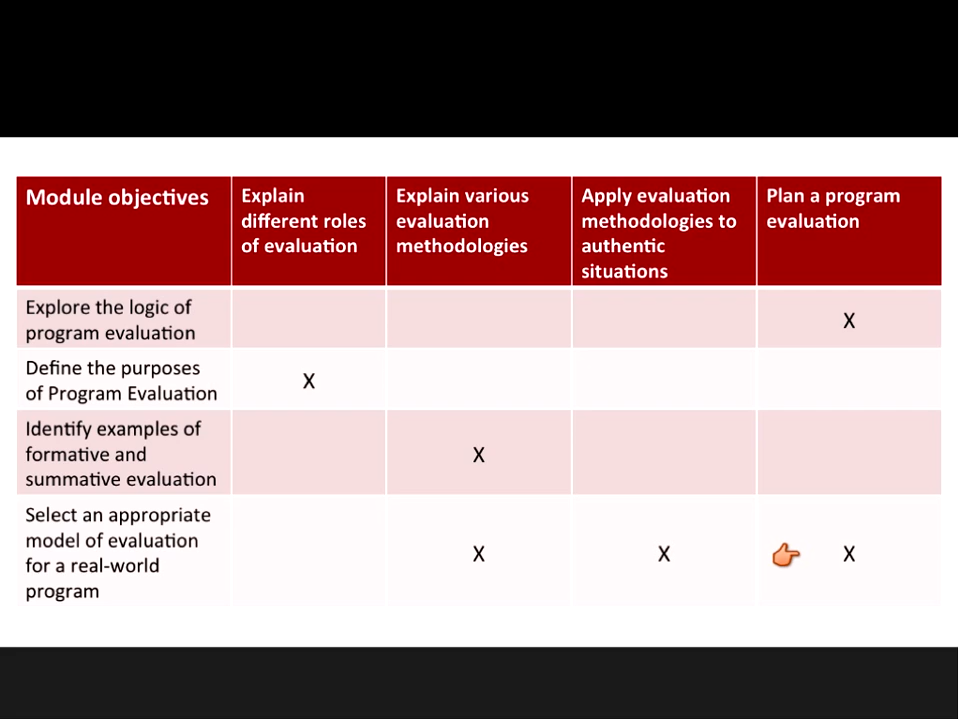 Module objectives
Explain
different roles
of evaluation
Explain various
evaluation
methodologies
Apply evaluation
methodologies to
authentic
situations
Plan a program
evaluation
Explore the logic of
program evaluation
X
Define the purposes
of Program Evaluation
X
Identify examples of
formative and
summative evaluation
X
Select an appropriate
model of evaluation
for a real-world
program
X
X
X